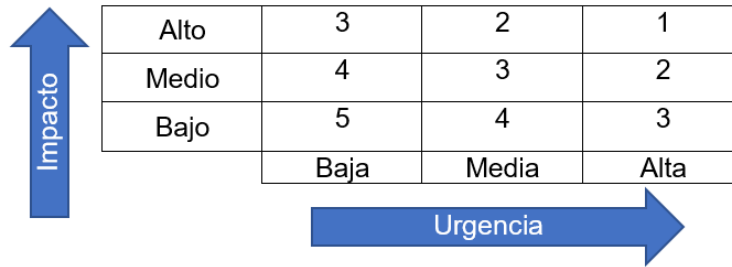 Impacto
Alto 3 2 1
Medio 4 3 2
Bajo 5 4 3
Baja Media Alta
Urgencia